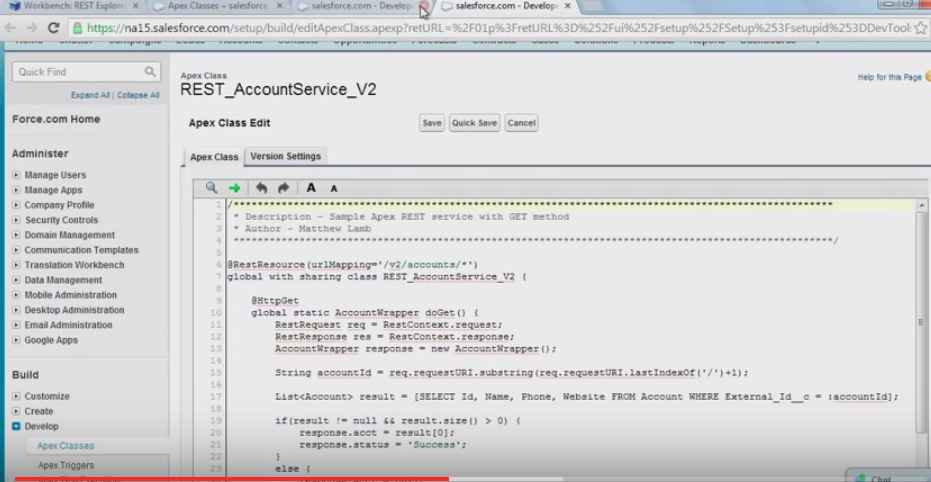 Workbench: REST Explorer
Apex Classes ~ salesforce.
salesforce.com - Develop
salesforce.com - Develop
https://na15.salesforce.com/setup/build/editApexClass.apexp?retURL=%2F01p%3FretURL%3D%252Fui%252Fsetup%252FSetup%253Fsetupid%253DDevTool
Quick Find
Expand All | Collapse All
Force.com Home
Administer
Manage Users
Manage Apps
Company Profile
Security Controls
Domain Management
Communication Templates
Translation Workbench
Data Management
Mobile Administration
Desktop Administration
Email Administration
Google Apps
Build
Customize
Create
Develop
Apex Classes
Apex Triggers
Apex Class
REST_AccountService_V2
Help for this Page
Apex Class Edit
Save Quick Save Cancel
Apex Class Version Settings
A A
1 /****************************************************************************************
2 * Description - Sample Apex REST service with GET method
3 * Author - Matthew Lamb
4 ****************************************************************************************/
5
6 @RestResource(urlMapping='/v2/accounts/*')
7 global with sharing class REST_AccountService_V2 {
8
9 @HttpGet
10 global static AccountWrapper doGet() {
11 RestRequest req = RestContext.request;
12 RestResponse res = RestContext.response;
13 AccountWrapper response = new AccountWrapper();
14
15 String accountId = req.requestURI.substring(req.requestURI.lastIndexOf('/')+1);
16
17 List<Account> result = [SELECT Id, Name, Phone, Website FROM Account WHERE External_Id__c = :accountId];
18
19 if(result != null && result.size() > 0) {
20 response.acct = result[0];
21 response.status = 'Success';
22 }
23 else {
Chat